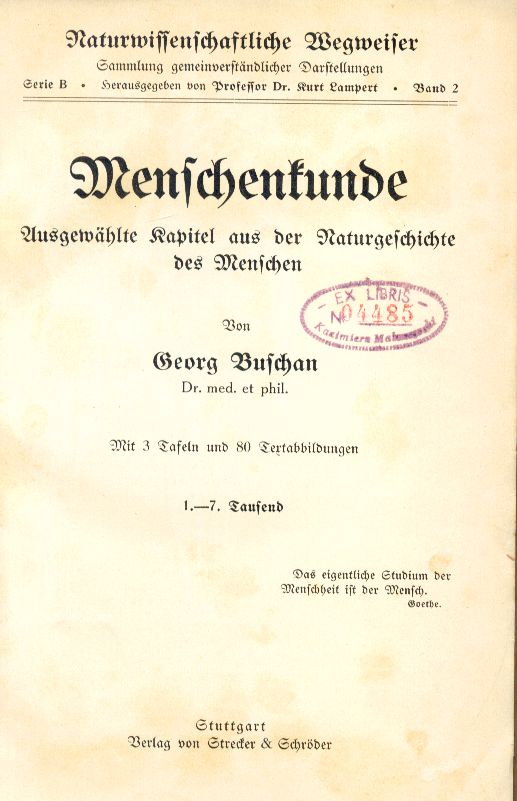 Naturwissenschaftliche Wegweiser
Sammlung gemeinverständlicher Darstellungen
Serie B • Herausgegeben von Professor Dr. Kurt Lampert • Band 2
Menschenkunde
Ausgewählte Kapitel aus der Naturgeschichte
des Menschen
EX LIBRIS
No 04485
Kazimierz
Von
Georg Buschan
Dr. med. et phil.
Mit 3 Tafeln und 80 Textabbildungen
1.—7. Tausend
Das eigentliche Studium der
Menschheit ist der Mensch.
Goethe.
Stuttgart
Verlag von Strecker & Schröder